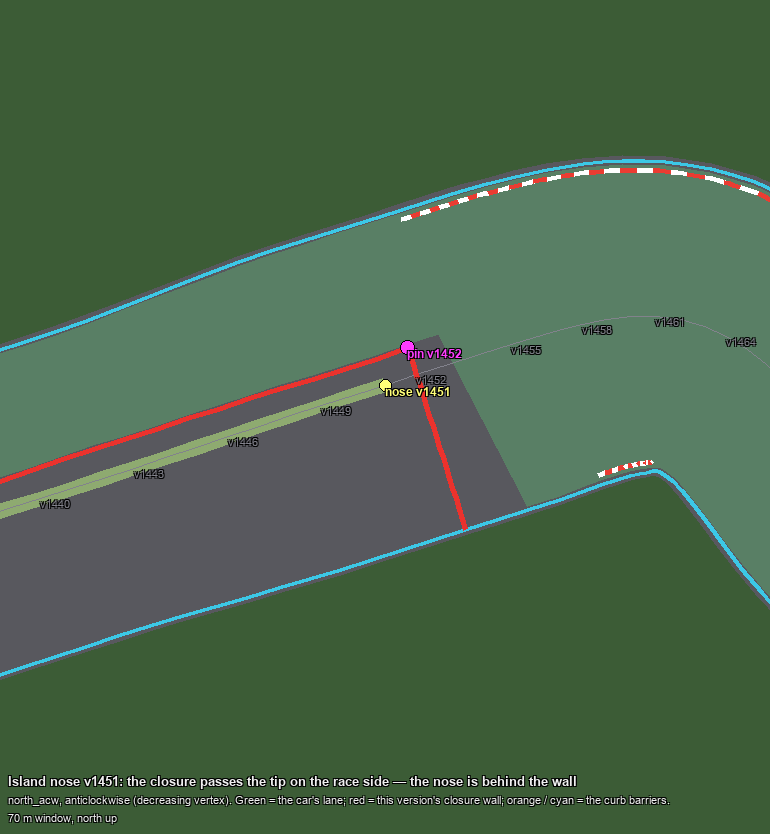 v1461
v1458
v1464
v1455
pin v1452
v1452
nose v1451
v1449
v1446
v1443
v1440
Island nose v1451: the closure passes the tip on the race side — the nose is behind the wall
north_acw, anticlockwise (decreasing vertex). Green = the car's lane; red = this version's closure wall; orange / cyan = the curb barriers.
70 m window, north up